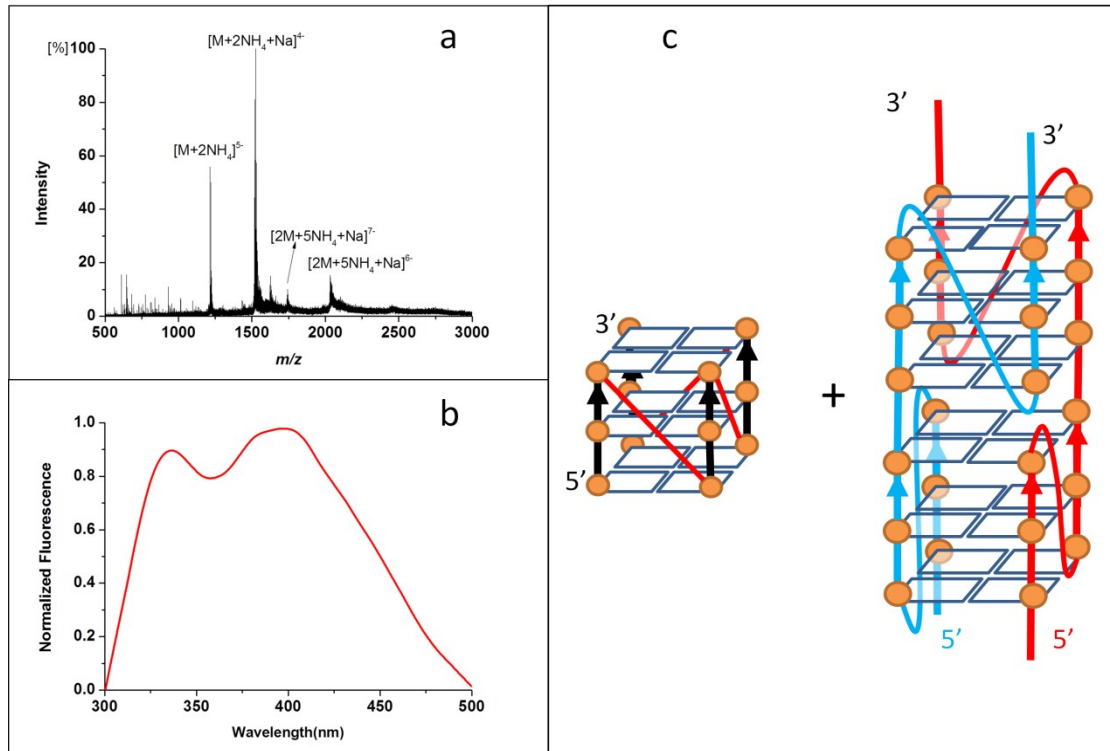 a
[%]
[M+2NH₄+Na]⁴⁻
[M+2NH₄]⁵⁻
[2M+5NH₄+Na]⁷⁻
[2M+5NH₄+Na]⁶⁻
100
80
60
40
20
0
Intensity
500 1000 1500 2000 2500 3000
m/z
b
1.0
0.8
0.6
0.4
0.2
0.0
Normalized Fluorescence
300 350 400 450 500
Wavelength(nm)
c
3’
3’
3’
+
5’
5’
5’